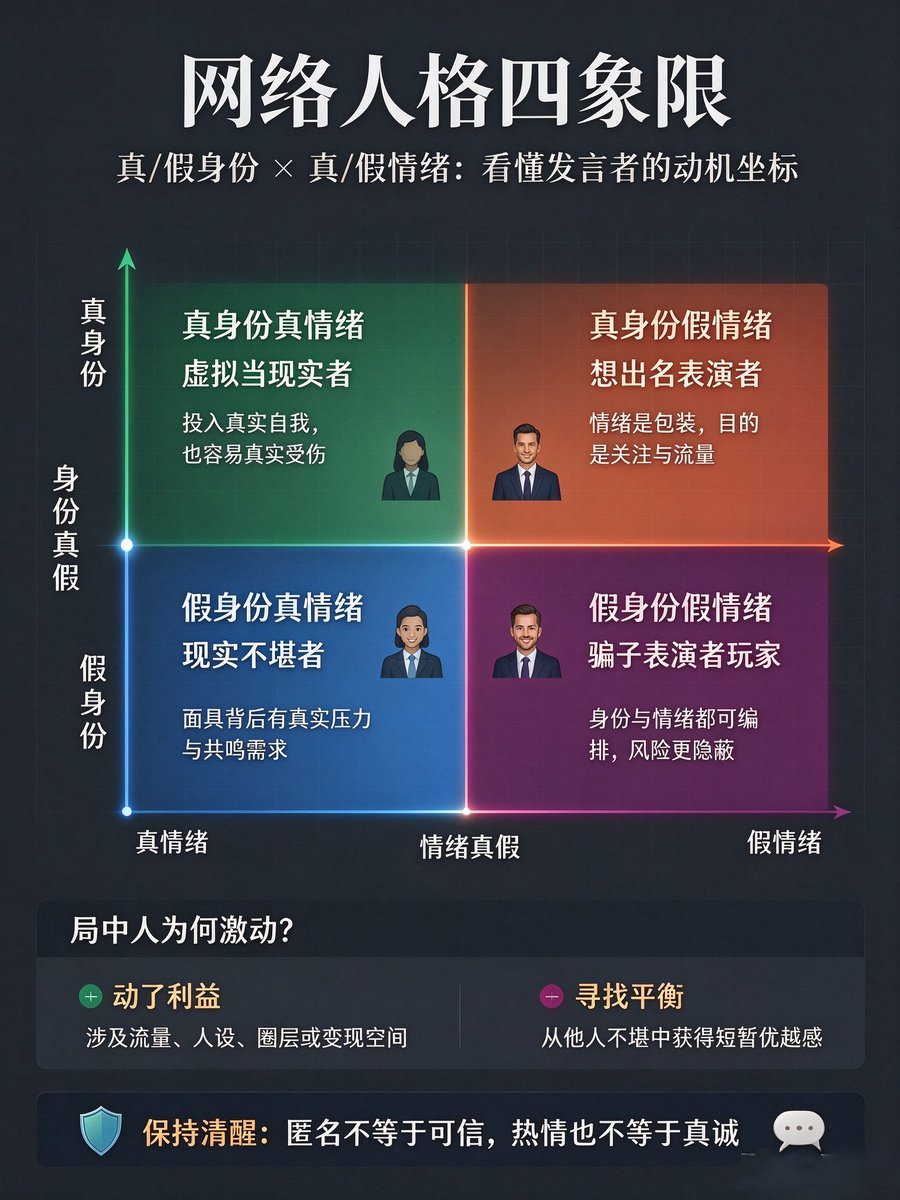 网络人格四象限
真/假身份 × 真/假情绪：看懂发言者的动机坐标
真身份
身份真假
假身份
真身份真情绪
虚拟当现实者
投入真实自我，
也容易真实受伤
真身份假情绪
想出名表演者
情绪是包装，目的
是关注与流量
假身份真情绪
现实不堪者
面具背后有真实压力
与共鸣需求
假身份假情绪
骗子表演者玩家
身份与情绪都可编
排，风险更隐蔽
真情绪
情绪真假
假情绪
局中人为何激动？
动了利益
涉及流量、人设、圈层或变现空间
寻找平衡
从他人不堪中获得短暂优越感
保持清醒：匿名不等于可信，热情也不等于真诚